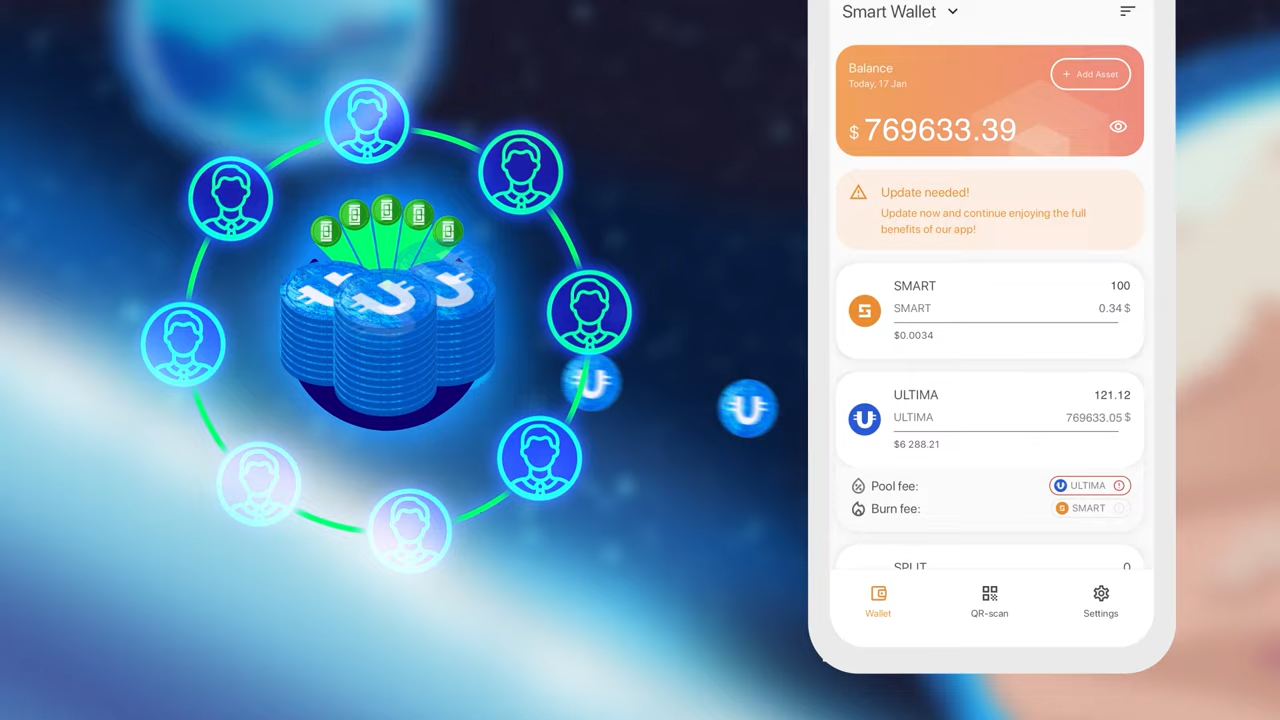 Smart Wallet
Balance
Today, 17 Jan
+ Add Asset
$ 769633.39
Update needed!
Update now and continue enjoying the full
benefits of our app!
SMART 100
SMART 0.34 $
$0.0034
ULTIMA 121.12
ULTIMA 769633.05 $
$6 288.21
Pool fee: ULTIMA
Burn fee: SMART
SPLIT 0
Wallet QR-scan Settings